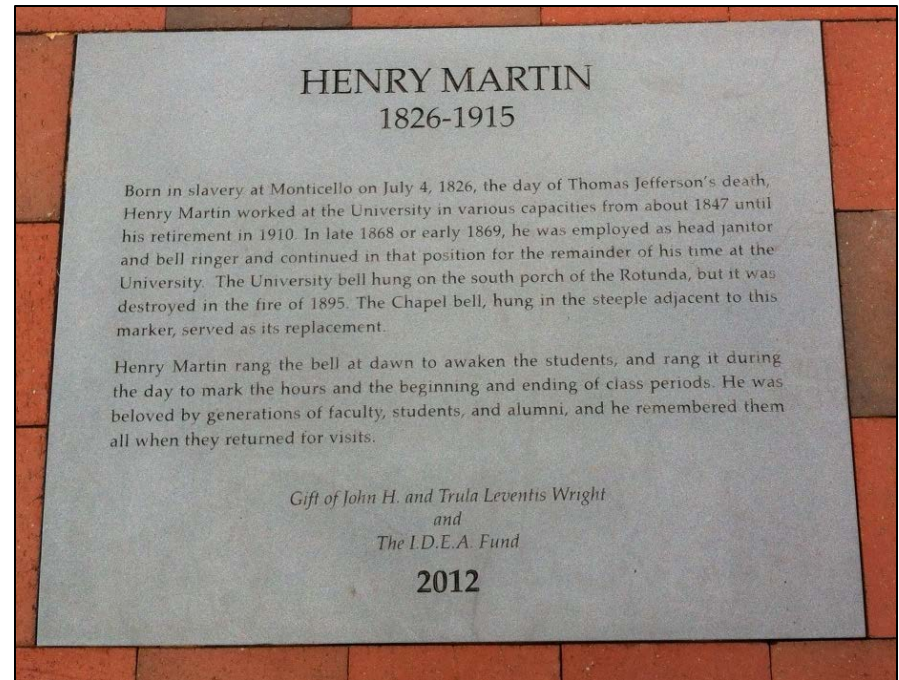 HENRY MARTIN
1826-1915
Born in slavery at Monticello on July 4, 1826, the day of Thomas Jefferson's death,
Henry Martin worked at the University in various capacities from about 1847 until
his retirement in 1910. In late 1868 or early 1869, he was employed as head janitor
and bell ringer and continued in that position for the remainder of his time at the
University. The University bell hung on the south porch of the Rotunda, but it was
destroyed in the fire of 1895. The Chapel bell, hung in the steeple adjacent to this
marker, served as its replacement.
Henry Martin rang the bell at dawn to awaken the students, and rang it during
the day to mark the hours and the beginning and ending of class periods. He was
beloved by generations of faculty, students, and alumni, and he remembered them
all when they returned for visits.
Gift of John H. and Trula Leventis Wright
and
The I.D.E.A. Fund
2012